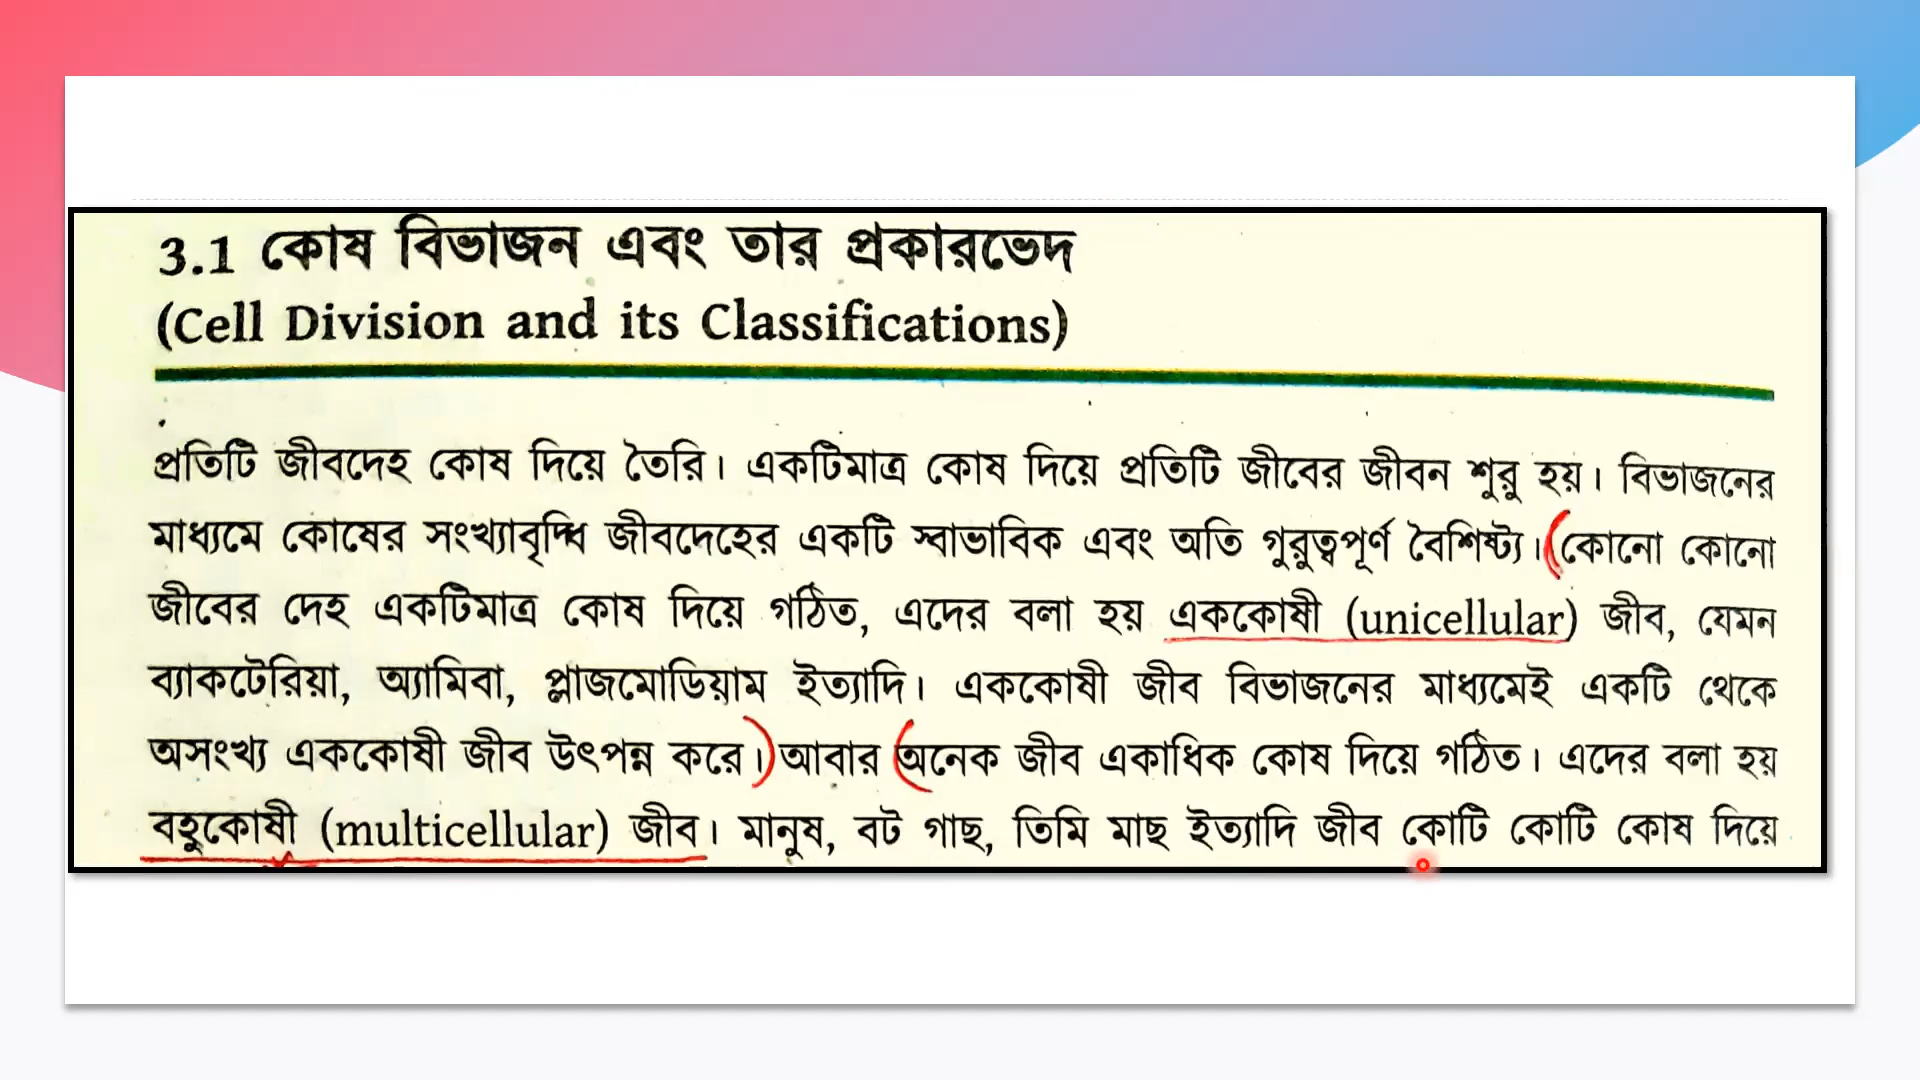 3.1 কোষ বিভাজন এবং তার প্রকারভেদ
(Cell Division and its Classifications)
প্রতিটি জীবদেহ কোষ দিয়ে তৈরি। একটিমাত্র কোষ দিয়ে প্রতিটি জীবের জীবন শুরু হয়। বিভাজনের
মাধ্যমে কোষের সংখ্যাবৃদ্ধি জীবদেহের একটি স্বাভাবিক এবং অতি গুরুত্বপূর্ণ বৈশিষ্ট্য। (কোনো কোনো
জীবের দেহ একটিমাত্র কোষ দিয়ে গঠিত, এদের বলা হয় এককোষী (unicellular) জীব, যেমন
ব্যাকটেরিয়া, অ্যামিবা, প্লাজমোডিয়াম ইত্যাদি। এককোষী জীব বিভাজনের মাধ্যমেই একটি থেকে
অসংখ্য এককোষী জীব উৎপন্ন করে।) আবার (অনেক জীব একাধিক কোষ দিয়ে গঠিত। এদের বলা হয়
বহুকোষী (multicellular) জীব। মানুষ, বট গাছ, তিমি মাছ ইত্যাদি জীব কোটি কোটি কোষ দিয়ে